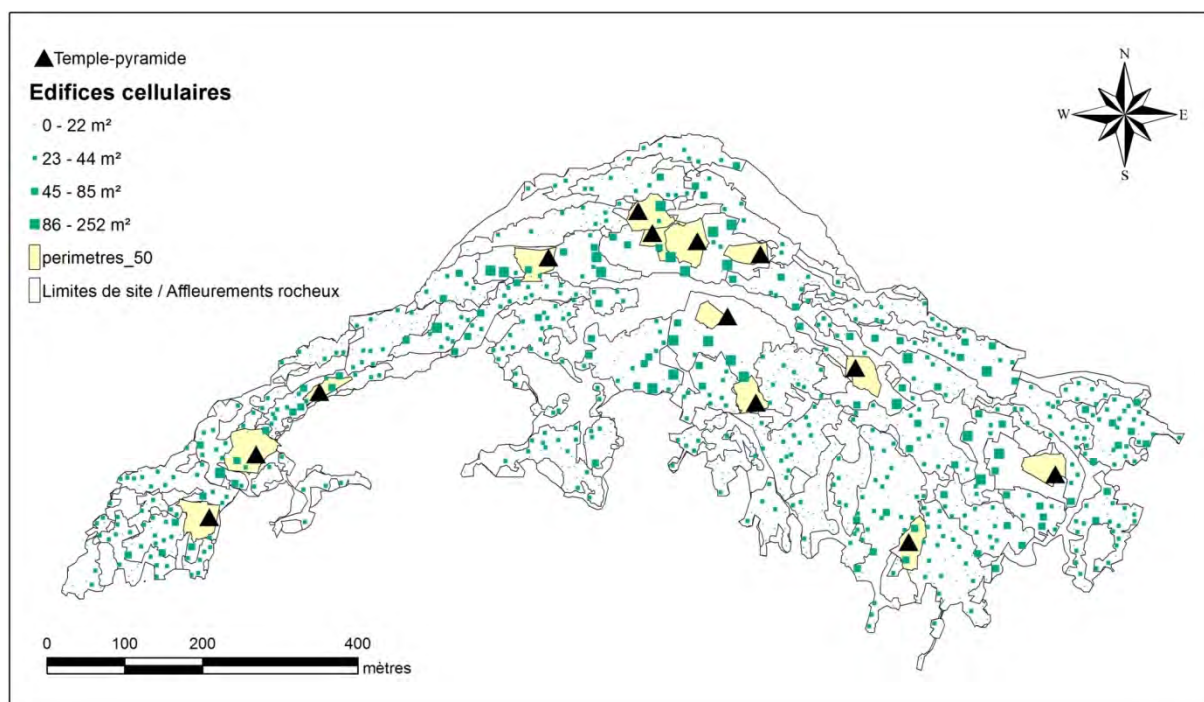 Temple-pyramide
Edifices cellulaires
0 - 22 m²
23 - 44 m²
45 - 85 m²
86 - 252 m²
perimetres_50
Limites de site / Affleurements rocheux
N
W E
S
0 100 200 400
mètres